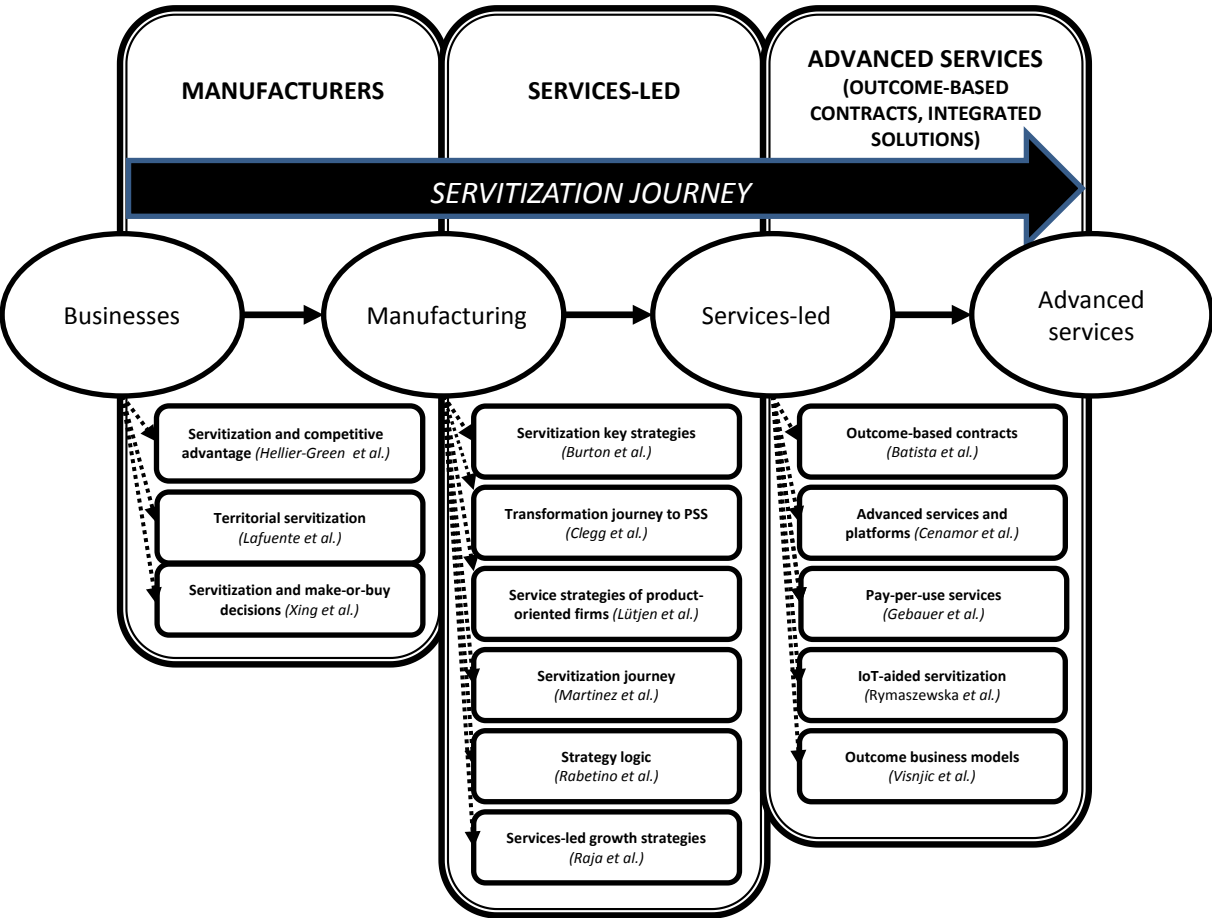 MANUFACTURERS
SERVICES-LED
ADVANCED SERVICES
(OUTCOME-BASED
CONTRACTS, INTEGRATED
SOLUTIONS)
SERVITIZATION JOURNEY
Businesses
Manufacturing
Services-led
Advanced
services
Servitization and competitive
advantage (Hellier-Green et al.)
Territorial servitization
(Lafuente et al.)
Servitization and make-or-buy
decisions (Xing et al.)
Servitization key strategies
(Burton et al.)
Transformation journey to PSS
(Clegg et al.)
Service strategies of product-
oriented firms (Lütjen et al.)
Servitization journey
(Martinez et al.)
Strategy logic
(Rabetino et al.)
Services-led growth strategies
(Raja et al.)
Outcome-based contracts
(Batista et al.)
Advanced services and
platforms (Cenamor et al.)
Pay-per-use services
(Gebauer et al.)
IoT-aided servitization
(Rymaszewska et al.)
Outcome business models
(Visnjic et al.)